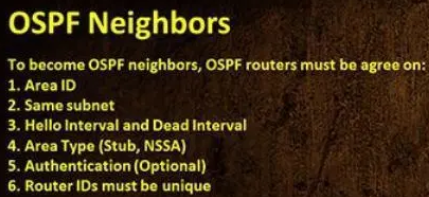 OSPF Neighbors
To become OSPF neighbors, OSPF routers must be agree on:
1. Area ID
2. Same subnet
3. Hello Interval and Dead Interval
4. Area Type (Stub, NSSA)
5. Authentication (Optional)
6. Router IDs must be unique